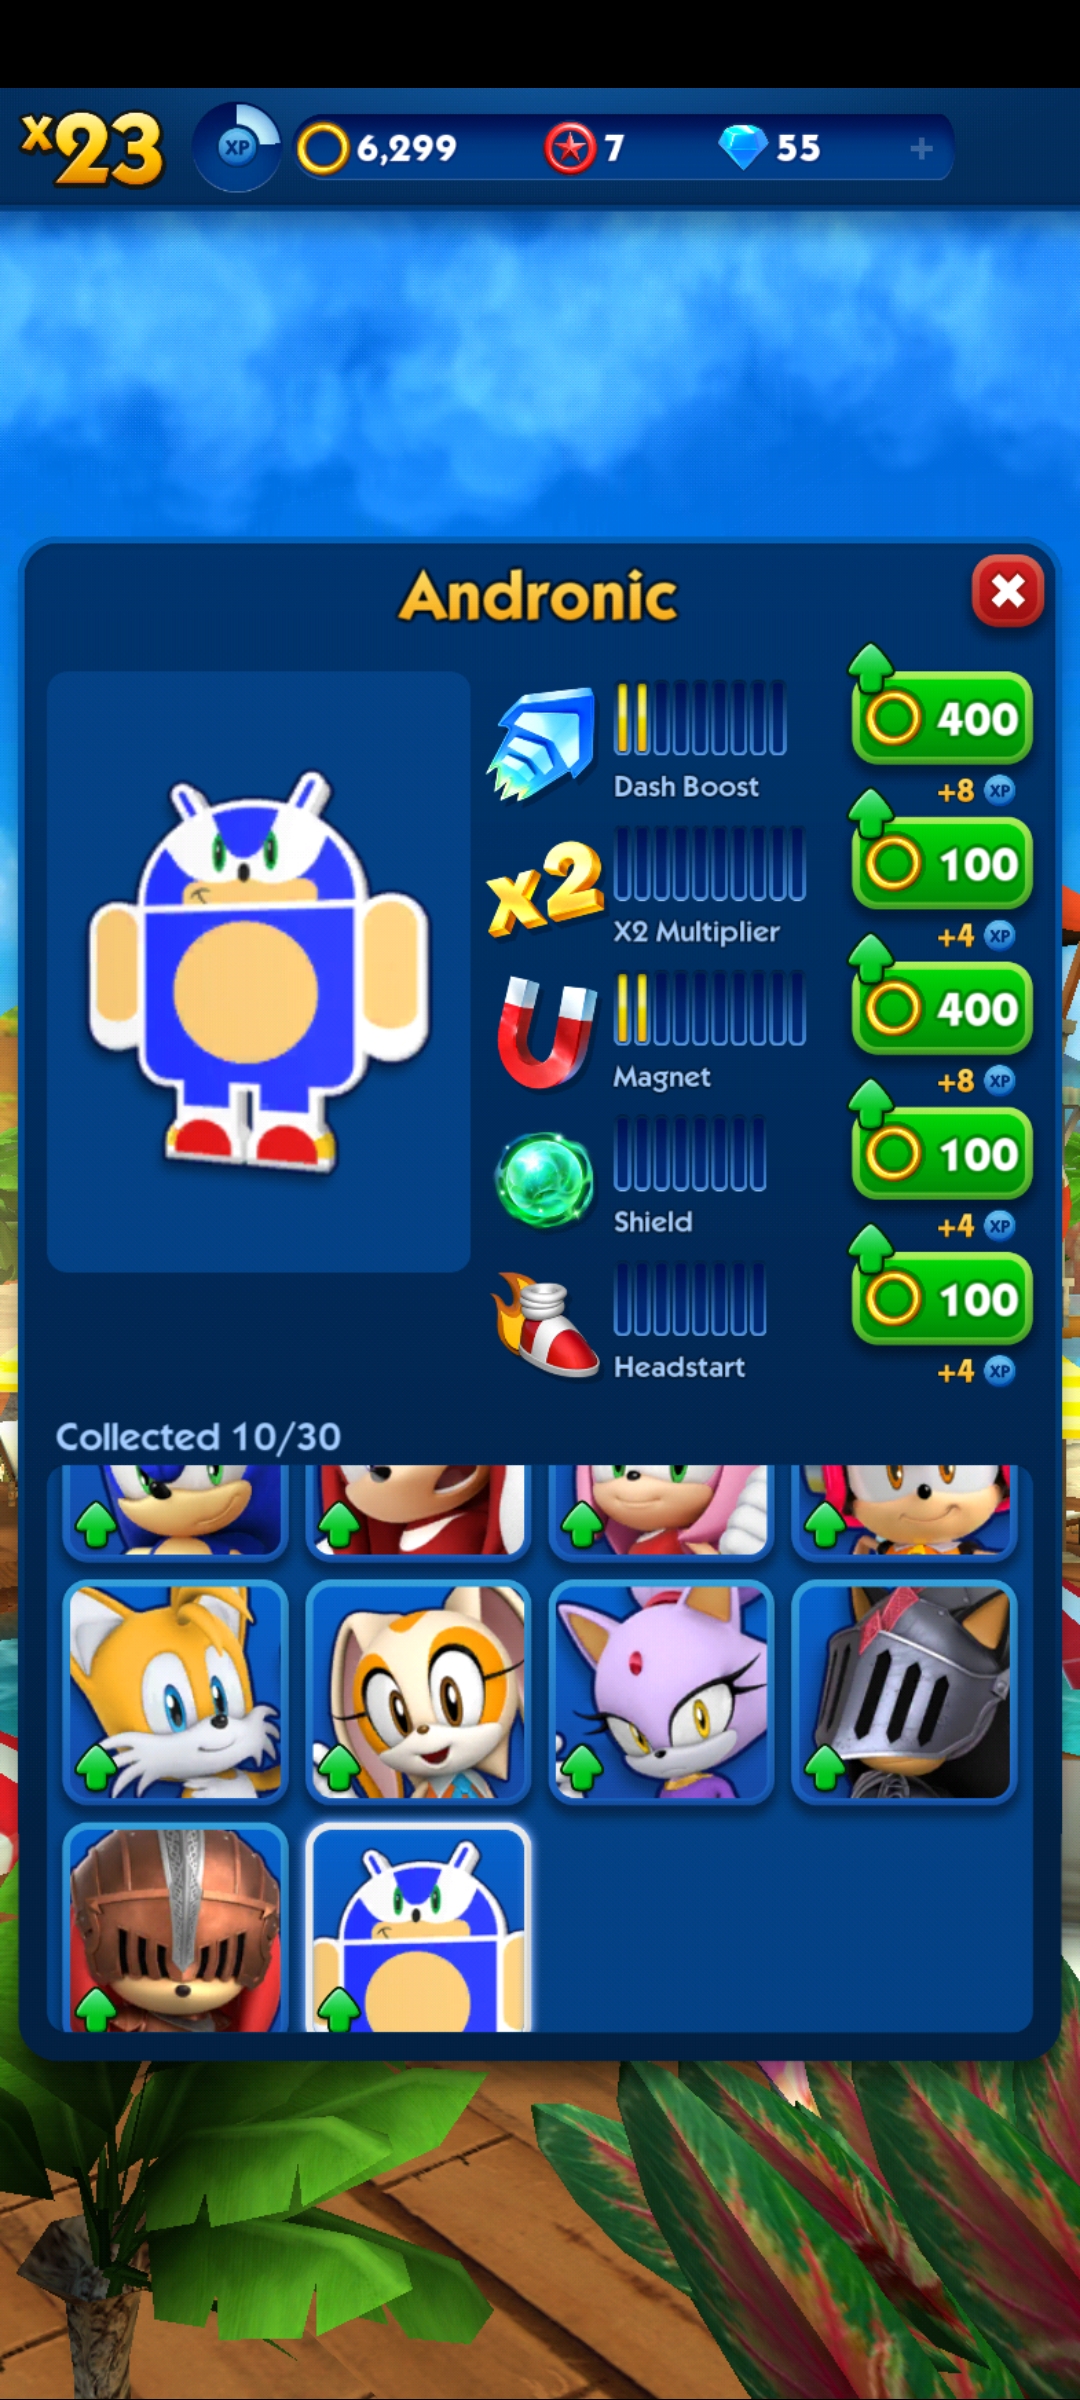 x23
XP
6,299
7
55
+
Andronic
400
Dash Boost
+8 XP
x2
100
X2 Multiplier
+4 XP
400
Magnet
+8 XP
100
Shield
+4 XP
100
Headstart
+4 XP
Collected 10/30